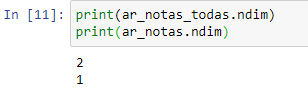 In [11]: print(ar_notas_todas.ndim)
print(ar_notas.ndim)
2
1